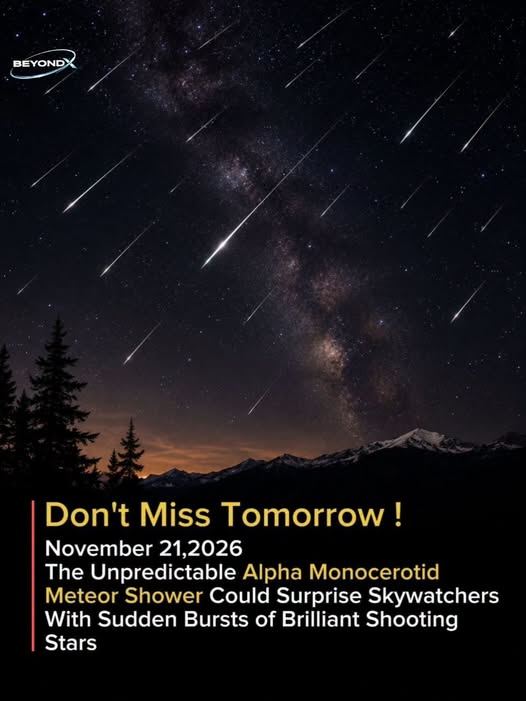 BEYONDX
Don't Miss Tomorrow !
November 21,2026
The Unpredictable Alpha Monocerotid
Meteor Shower Could Surprise Skywatchers
With Sudden Bursts of Brilliant Shooting
Stars